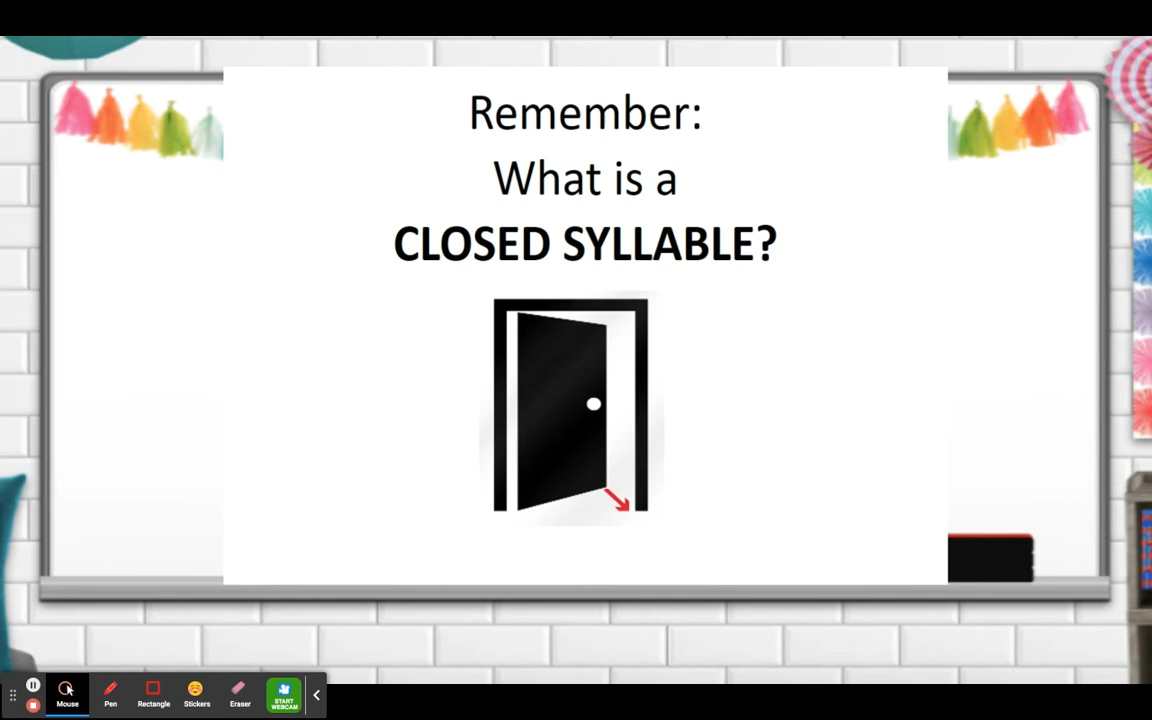 Remember:
What is a
CLOSED SYLLABLE?
Mouse
Pen
Rectangle
Stickers
Eraser
START
WEBCAM